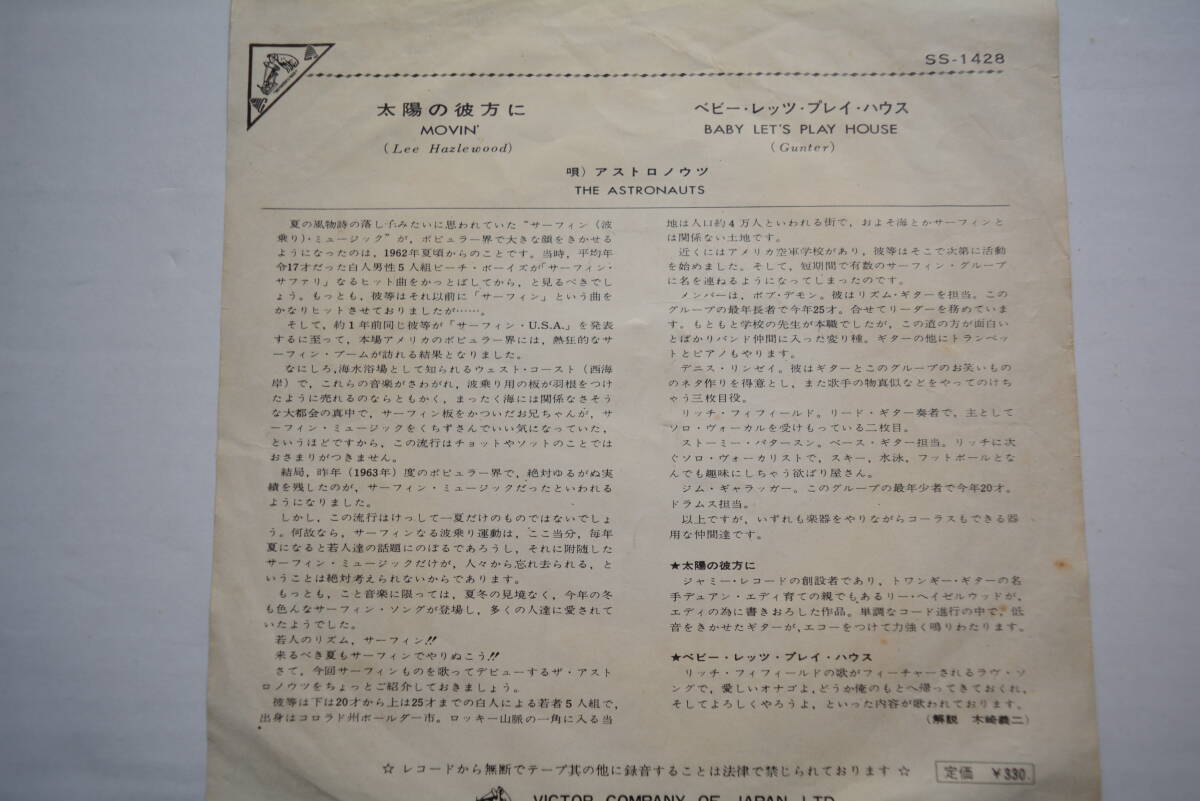 SS-1428
太陽の彼方に
MOVIN'
(Lee Hazlewood)
ベビー・レッツ・プレイ・ハウス
BABY LET'S PLAY HOUSE
(Gunter)
唄）アストロノウツ
THE ASTRONAUTS
夏の風物詩の落し子みたいに思われていた“サーフィン（波
乗り）・ミュージック”が，ポピュラー界で大きな顔をきかせる
ようになったのは，1962年夏頃からのことです。当時，平均年
令17才だった白人男性5人組ビーチ・ボーイズが「サーフィン・
サファリ」なるヒット曲をかっとばしてから，と見るべきでし
ょう。もっとも，彼等はそれ以前に「サーフィン」という曲を
かなりヒットさせておりましたが……。
そして，約1年前同じ彼等が「サーフィン・U.S.A.」を発表
するに至って，本場アメリカのポピュラー界には，熱狂的なサ
ーフィン・ブームが訪れる結果となりました。
なにしろ，海水浴場として知られるウェスト・コースト（西海
岸）で，これらの音楽がさわがれ，波乗り用の板が羽根をつけ
たように売れるのならともかく，まったく海には関係なさそう
な大都会の真中で，サーフィン板をかついだお兄ちゃんが，サ
ーフィン・ミュージックをくちずさんでいい気になっていた，
というほどですから，この流行はチョットやソットのことでは
おさまりがつきません。
結局，昨年（1963年）度のポピュラー界で，絶対ゆるがぬ実
績を残したのが，サーフィン・ミュージックだったといわれる
ようになりました。
しかし，この流行はけっして一夏だけのものではないでしょ
う。何故なら，サーフィンなる波乗り運動は，ここ当分，毎年
夏になると若人達の話題にのぼるであろうし，それに附随した
サーフィン・ミュージックだけが，人々から忘れ去られる，と
いうことは絶対考えられないからであります。
もっとも，こと音楽に限っては，夏冬の見境なく，今年の冬
も色んなサーフィン・ソングが登場し，多くの人達に愛されて
いたようでした。
若人のリズム，サーフィン!!
来るべき夏もサーフィンでやりぬこう!!
さて，今回サーフィンものを歌ってデビューするザ・アスト
ロノウツをちょっとご紹介しておきましょう。
彼等は下は20才から上は25才までの白人による若者5人組で，
出身はコロラド州ボールダー市。ロッキー山脈の一角に入る当
地は人口約4万人といわれる街で，およそ海とかサーフィンと
は関係ない土地です。
近くにはアメリカ空軍学校があり，彼等はそこで次第に活動
を始めました。そして，短期間で有数のサーフィン・グループ
に名を連ねるようになってしまったのです。
メンバーは，ボブ・デモン。彼はリズム・ギターを担当。この
グループの最年長者で今年25才。合せてリーダーを務めていま
す。もともと学校の先生が本職でしたが，この道の方が面白い
とばかりバンド仲間に入った変り種。ギターの他にトランペッ
トとピアノもやります。
デニス・リンゼイ。彼はギターとこのグループのお笑いもの
のネタ作りを得意とし，また歌手の物真似などをやってのけち
ゃう三枚目役。
リッチ・フィフィールド。リード・ギター奏者で，主として
ソロ・ヴォーカルを受けもっている二枚目。
ストーミー・パタースン。ベース・ギター担当。リッチに次
ぐソロ・ヴォーカリストで，スキー，水泳，フットボールとな
んでも趣味にしちゃう欲ばり屋さん。
ジム・ギャラッガー。このグループの最年少者で今年20才。
ドラムス担当。
以上ですが，いずれも楽器をやりながらコーラスもできる器
用な仲間達です。
★太陽の彼方に
ジャミー・レコードの創設者であり，トワンギー・ギターの名
手デュアン・エディ育ての親でもあるリー・ヘイゼルウッドが，
エディの為に書きおろした作品。単調なコード進行の中で，低
音をきかせたギターが，エコーをつけて力強く鳴りわたります。
★ベビー・レッツ・プレイ・ハウス
リッチ・フィフィールドの歌がフィーチャーされるラヴ・ソ
ングで，愛しいオナゴよ，どうか俺のもとへ帰ってきておくれ，
そしてよろしくやろうよ，といった内容が歌われております。
（解説 木崎義二）
☆ レコードから無断でテープ其の他に録音することは法律で禁じられております ☆
定価 ¥330
VICTOR COMPANY OF JAPAN, LTD.